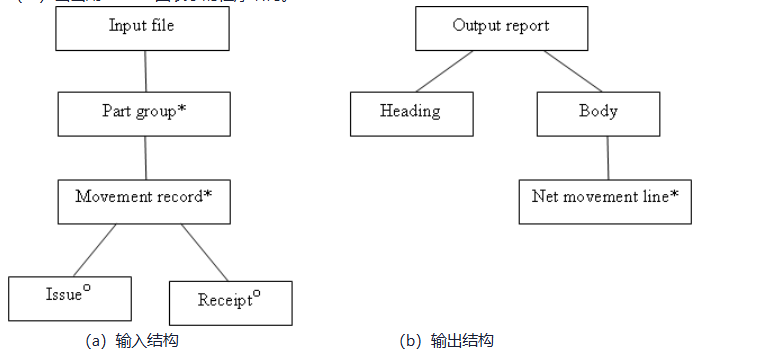 Input file
Output report
Part group*
Heading
Body
Movement record*
Net movement line*
Issue°
Receipt°
(a) 输入结构
(b) 输出结构